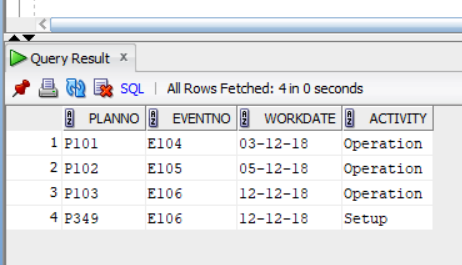 Query Result x
SQL | All Rows Fetched: 4 in 0 seconds
PLANNO EVENTNO WORKDATE ACTIVITY
1 P101 E104 03-12-18 Operation
2 P102 E105 05-12-18 Operation
3 P103 E106 12-12-18 Operation
4 P349 E106 12-12-18 Setup